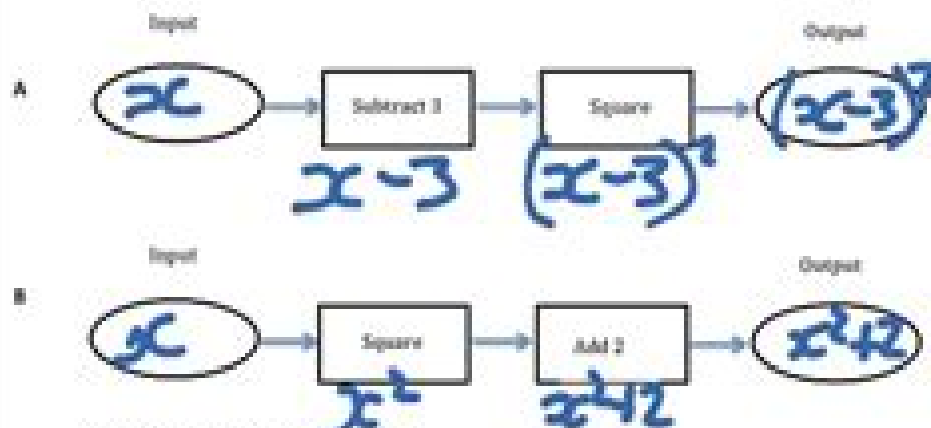 Input
Output
A
x
Subtract 3
Square
(x-3)²
x-3
(x-3)²
Input
Output
B
x
Square
Add 2
x²+2
x²
x²+2